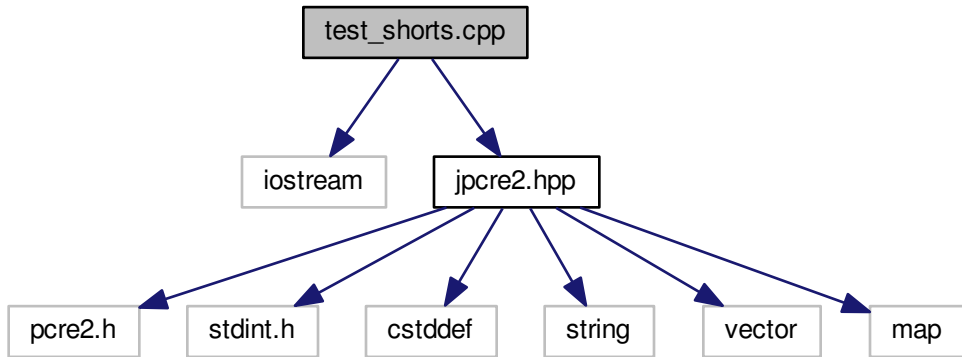 test_shorts.cpp
iostream
jpcre2.hpp
pcre2.h
stdint.h
cstddef
string
vector
map